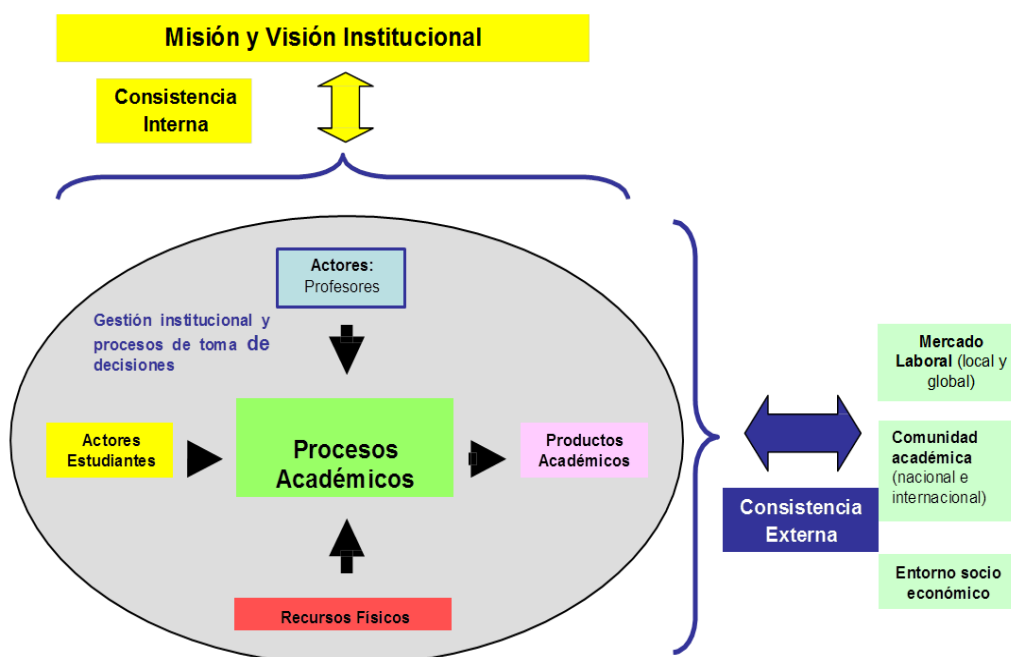 Misión y Visión Institucional
Consistencia
Interna
Actores:
Profesores
Gestión institucional y
procesos de toma de
decisiones
Mercado
Laboral (local y
global)
Actores
Estudiantes
Procesos
Académicos
Productos
Académicos
Comunidad
académica
(nacional e
internacional)
Consistencia
Externa
Entorno socio
económico
Recursos Físicos